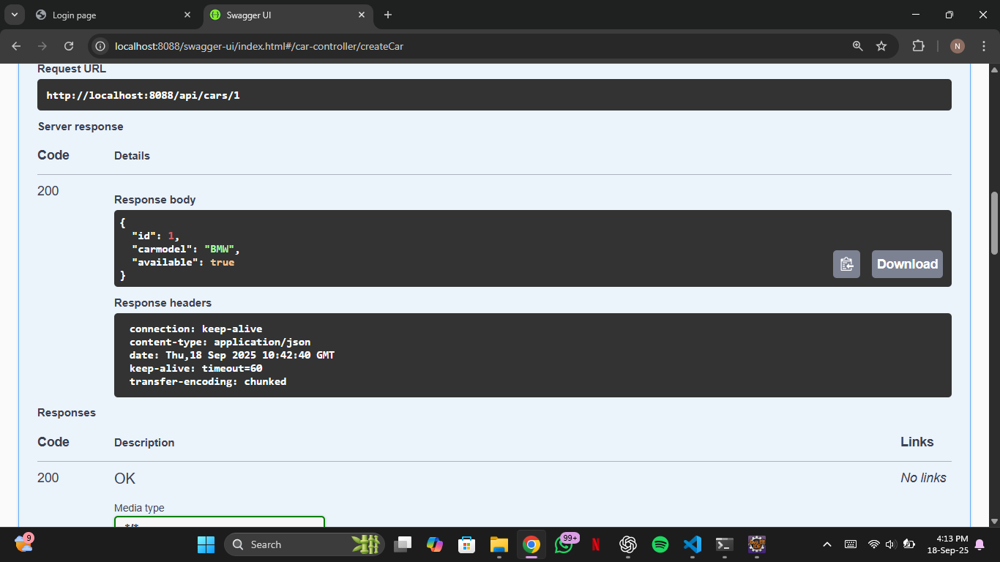 Login page
Swagger UI
localhost:8088/swagger-ui/index.html#/car-controller/createCar
N
Request URL
http://localhost:8088/api/cars/1
Server response
Code Details
200
Response body
{
"id": 1,
"carmodel": "BMW",
"available": true
}
Download
Response headers
connection: keep-alive
content-type: application/json
date: Thu,18 Sep 2025 10:42:40 GMT
keep-alive: timeout=60
transfer-encoding: chunked
Responses
Code Description Links
200 OK No links
Media type
*/*
9
Search
99+
N
Java EE
IDE
4:13 PM
18-Sep-25